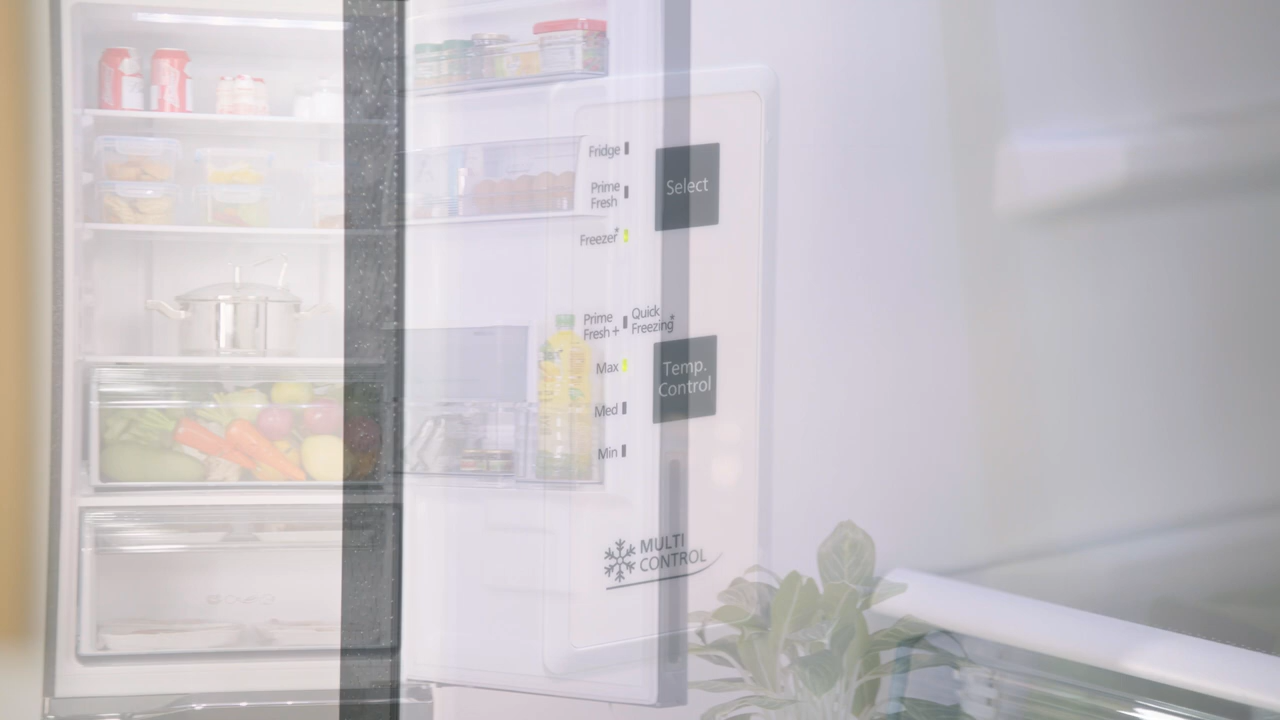 Fridge
Select
Prime
Fresh
Freezer*
Prime
Fresh+
Quick
Freezing*
Max
Temp.
Control
Med
Min
MULTI
CONTROL